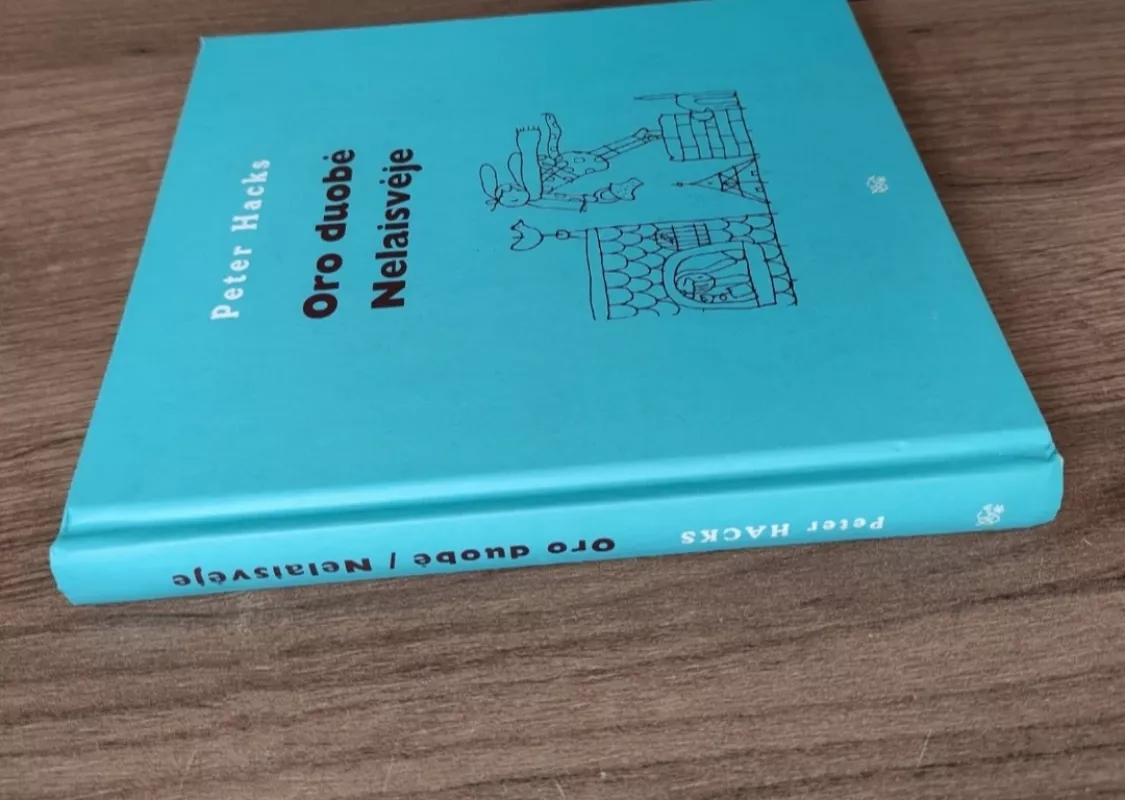 Peter Hacks
Oro duobė
Nelaisvėje
Peter HACKS Oro duobė / Nelaisvėje